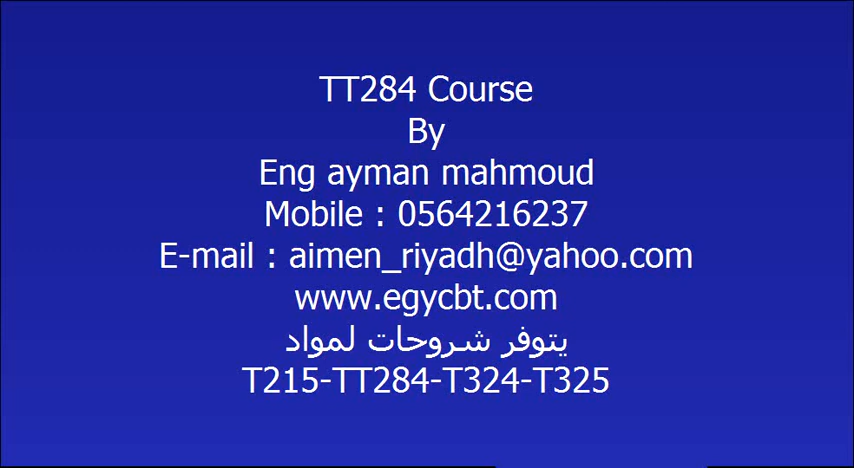 TT284 Course
By
Eng ayman mahmoud
Mobile : 0564216237
E-mail : aimen_riyadh@yahoo.com
www.egycbt.com
يتوفر شروحات لمواد
T215-TT284-T324-T325